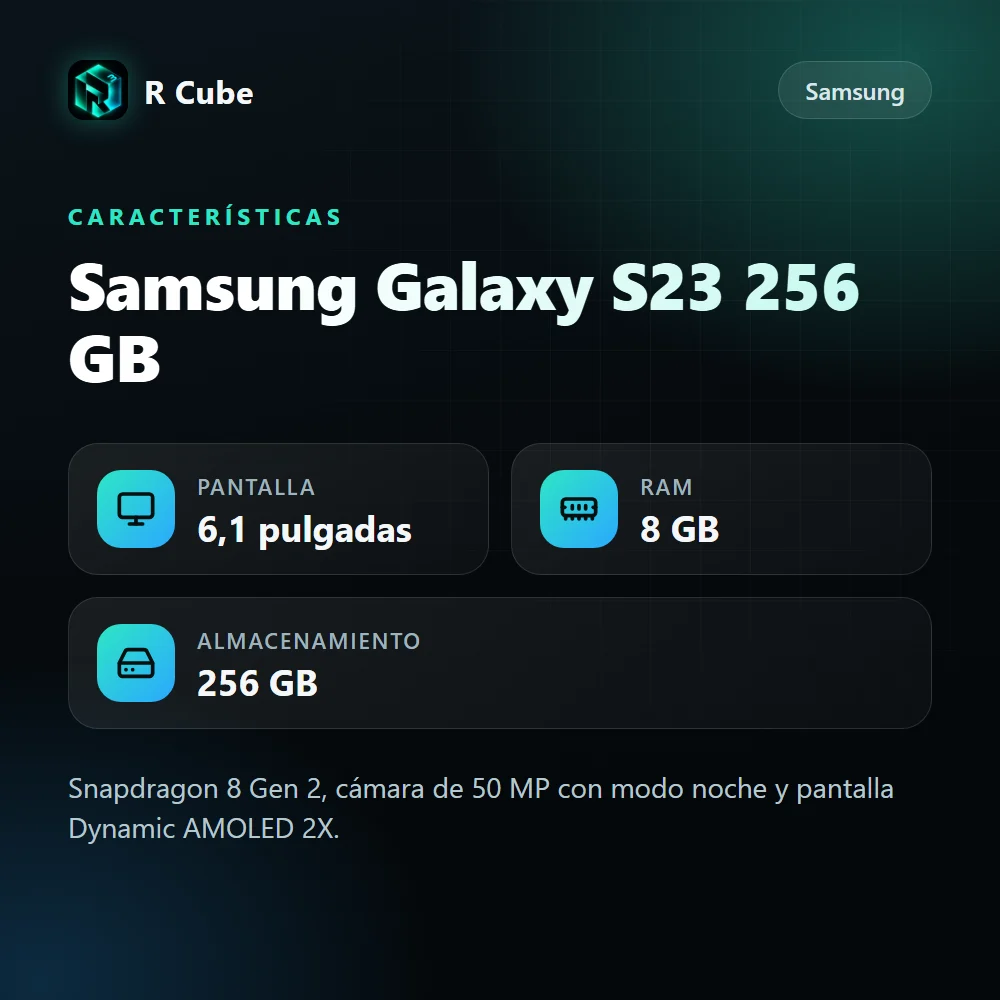 R Cube
Samsung
CARACTERÍSTICAS
Samsung Galaxy S23 256
GB
PANTALLA
6,1 pulgadas
RAM
8 GB
ALMACENAMIENTO
256 GB
Snapdragon 8 Gen 2, cámara de 50 MP con modo noche y pantalla
Dynamic AMOLED 2X.